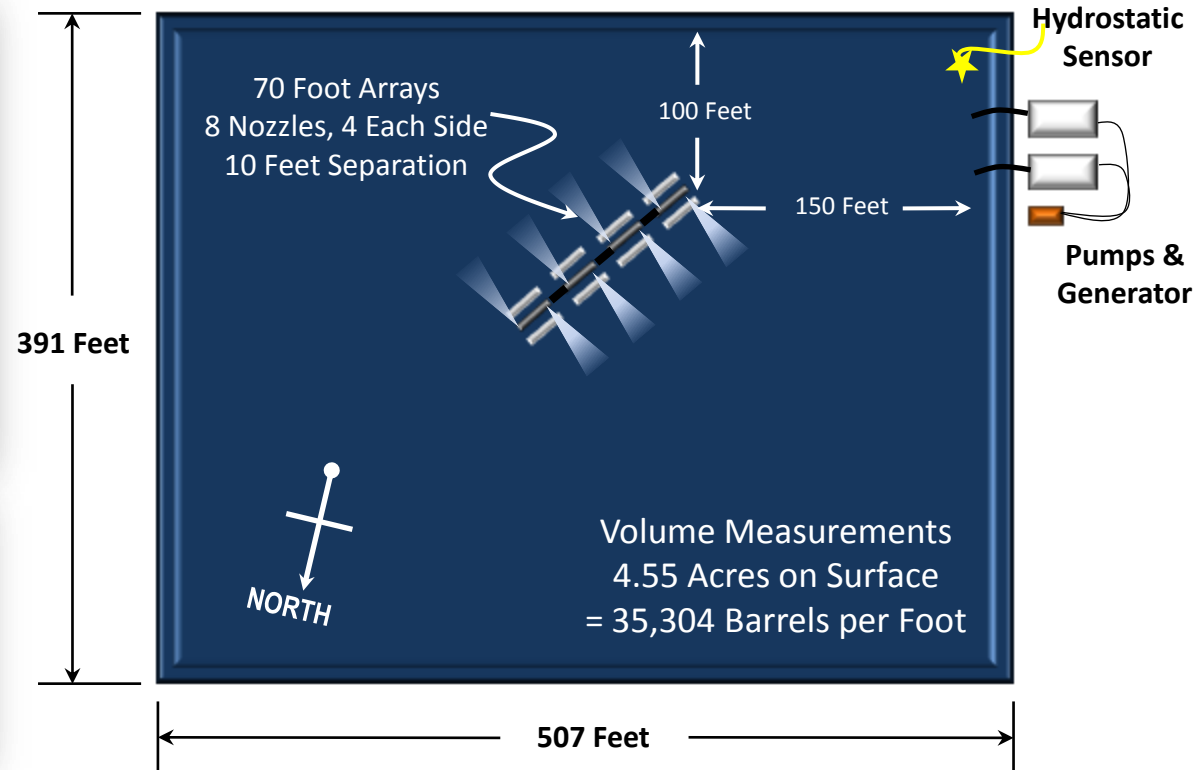 Hydrostatic
Sensor
70 Foot Arrays
8 Nozzles, 4 Each Side
10 Feet Separation
100 Feet
150 Feet
Pumps &
Generator
391 Feet
NORTH
Volume Measurements
4.55 Acres on Surface
= 35,304 Barrels per Foot
507 Feet